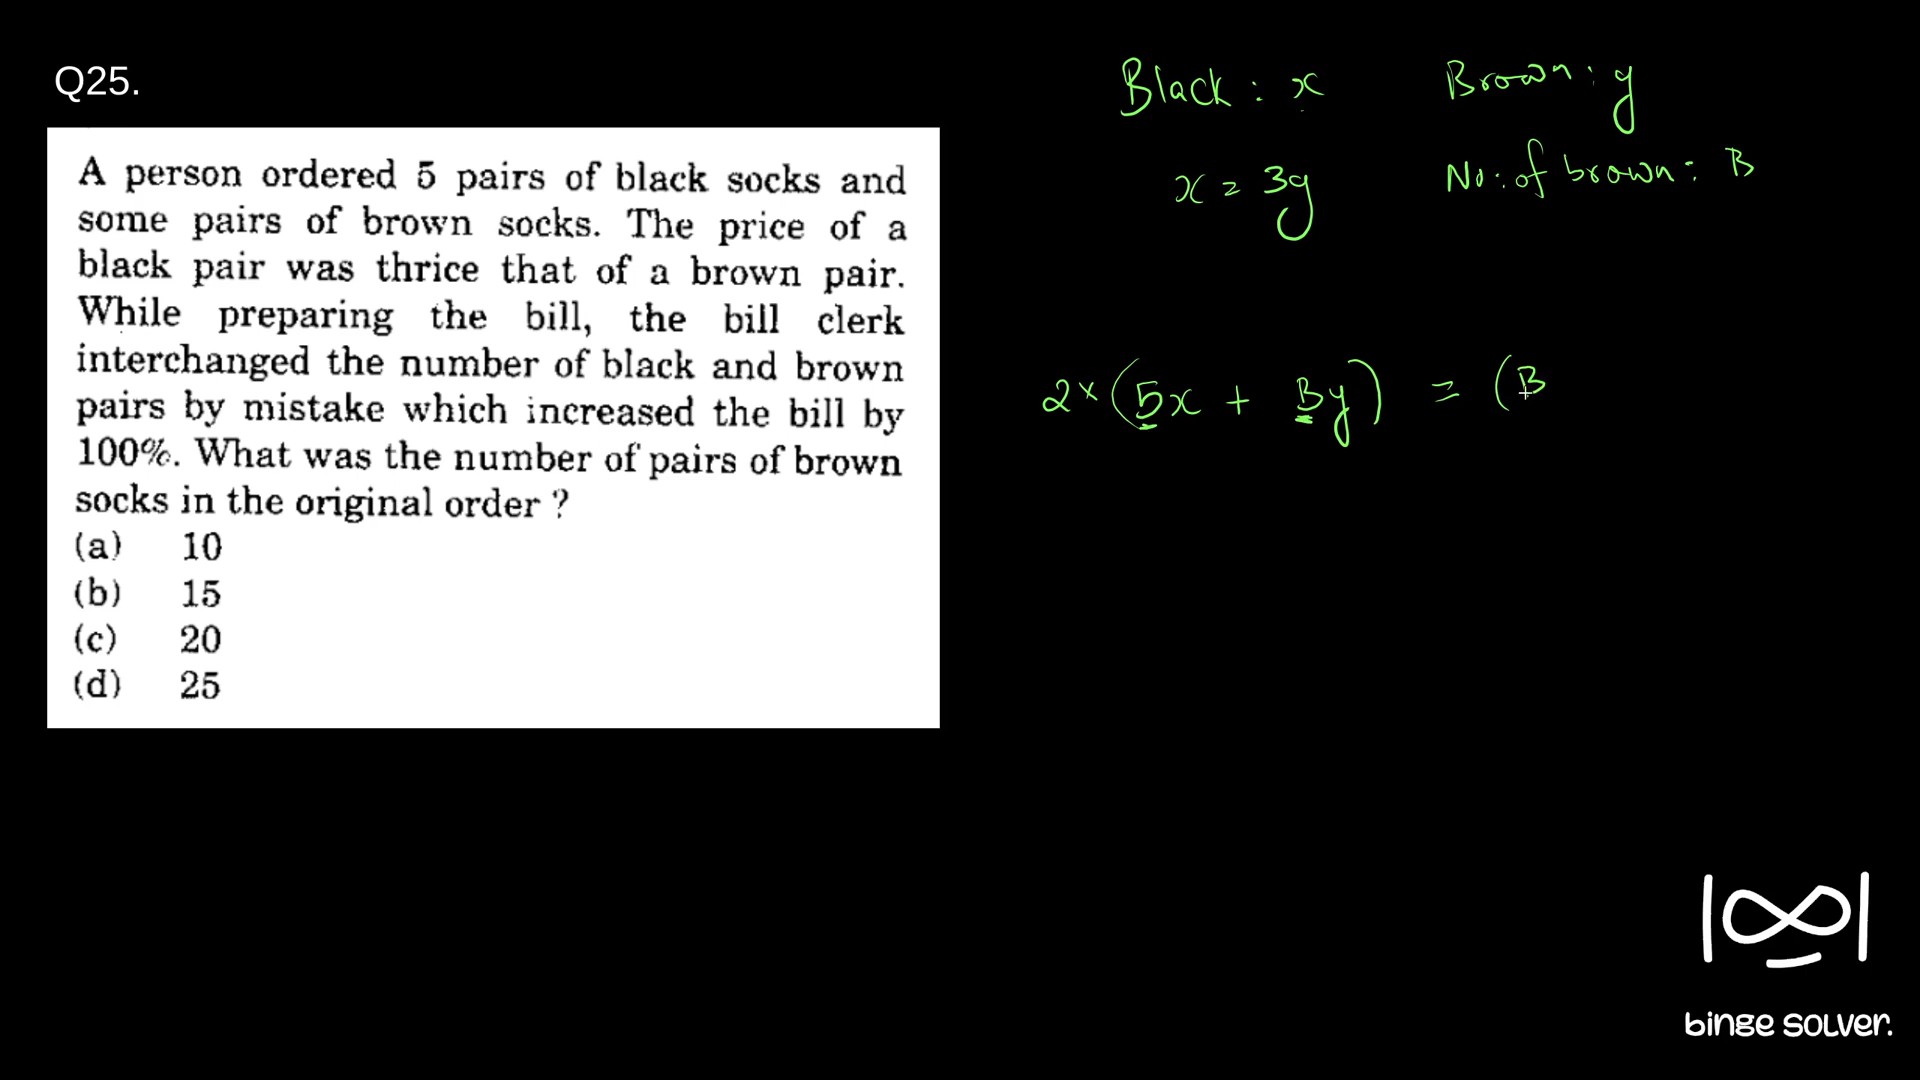 Q25.
A person ordered 5 pairs of black socks and
some pairs of brown socks. The price of a
black pair was thrice that of a brown pair.
While preparing the bill, the bill clerk
interchanged the number of black and brown
pairs by mistake which increased the bill by
100%. What was the number of pairs of brown
socks in the original order ?
(a) 10
(b) 15
(c) 20
(d) 25
Black : x Brown : y
x = 3y No: of brown : B
2 × (5x + By) = (B
binge solver.